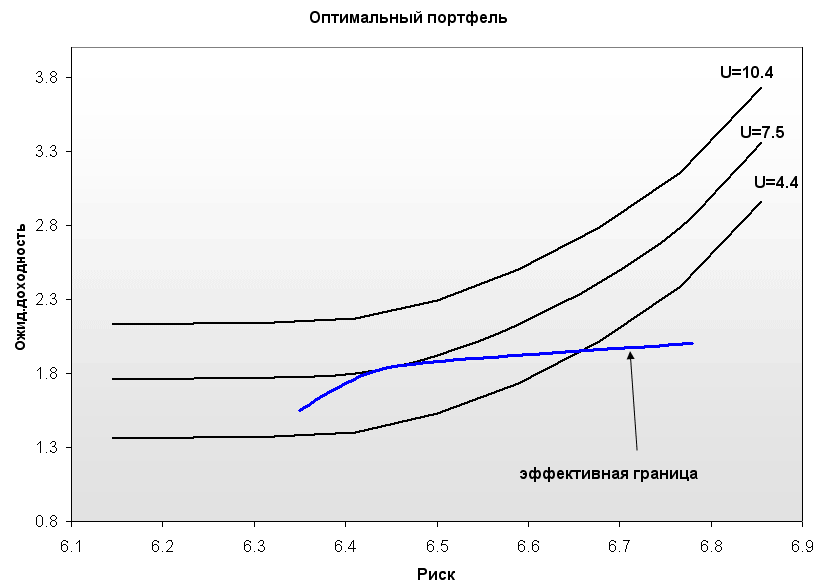 Оптимальный портфель
U=10.4
U=7.5
U=4.4
Ожид.доходность
3.8
3.3
2.8
2.3
1.8
1.3
0.8
эффективная граница
6.1 6.2 6.3 6.4 6.5 6.6 6.7 6.8 6.9
Риск